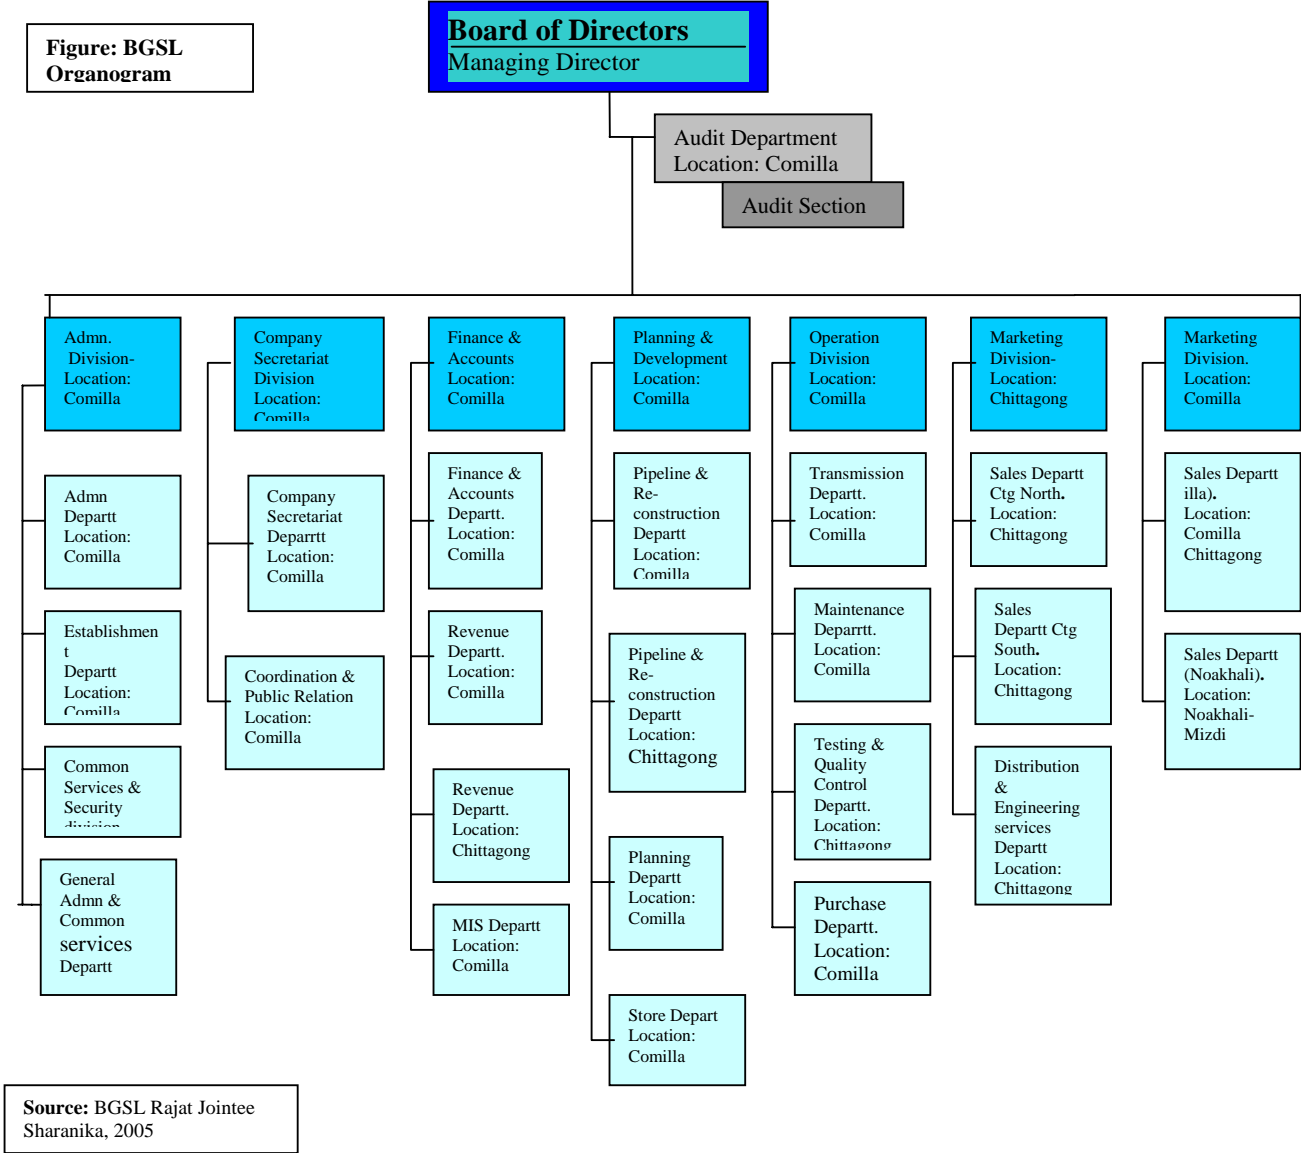 Figure: BGSL
Organogram
Board of Directors
Managing Director
Audit Department
Location: Comilla
Audit Section
Admn.
Division-
Location:
Comilla
Admn
Departt
Location:
Comilla
Establishmen
t
Departt
Location:
Comilla
Common
Services &
Security
division
General
Admn &
Common
services
Departt
Company
Secretariat
Division
Location:
Comilla
Company
Secretariat
Deparrtt
Location:
Comilla
Coordination &
Public Relation
Location:
Comilla
Finance &
Accounts
Location:
Comilla
Finance &
Accounts
Departt.
Location:
Comilla
Revenue
Departt.
Location:
Comilla
Revenue
Departt.
Location:
Chittagong
MIS Departt
Location:
Comilla
Planning &
Development
Location:
Comilla
Pipeline &
Re-
construction
Departt
Location:
Comilla
Pipeline &
Re-
construction
Departt
Location:
Chittagong
Planning
Departt
Location:
Comilla
Store Depart
Location:
Comilla
Operation
Division
Location:
Comilla
Transmission
Departt.
Location:
Comilla
Maintenance
Deparrtt.
Location:
Comilla
Testing &
Quality
Control
Departt.
Location:
Chittagong
Purchase
Departt.
Location:
Comilla
Marketing
Division-
Location:
Chittagong
Sales Departt
Ctg North.
Location:
Chittagong
Sales
Departt Ctg
South.
Location:
Chittagong
Distribution
&
Engineering
services
Departt
Location:
Chittagong
Marketing
Division.
Location:
Comilla
Sales Departt
illa).
Location:
Comilla
Chittagong
Sales Departt
(Noakhali).
Location:
Noakhali-
Mizdi
Source: BGSL Rajat Jointee
Sharanika, 2005